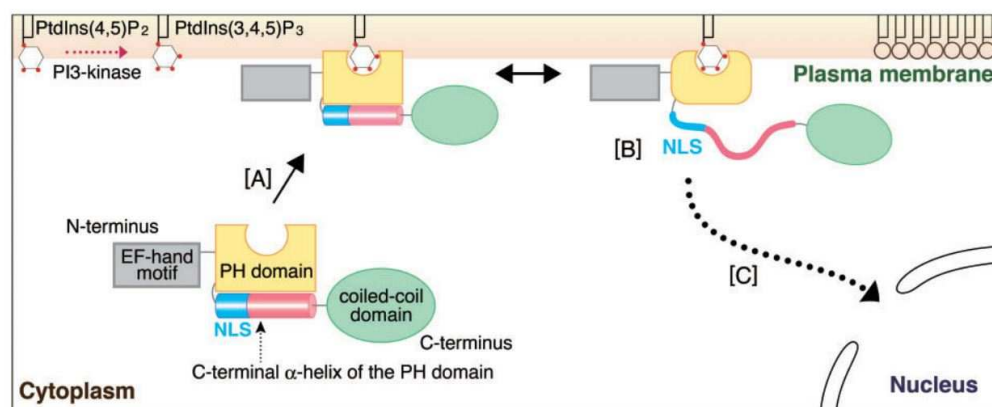 PtdIns(4,5)P₂
PtdIns(3,4,5)P₃
PI3-kinase
Plasma membrane
[A]
[B]
NLS
N-terminus
EF-hand
motif
PH domain
coiled-coil
domain
[C]
NLS
C-terminus
C-terminal α-helix of the PH domain
Cytoplasm
Nucleus